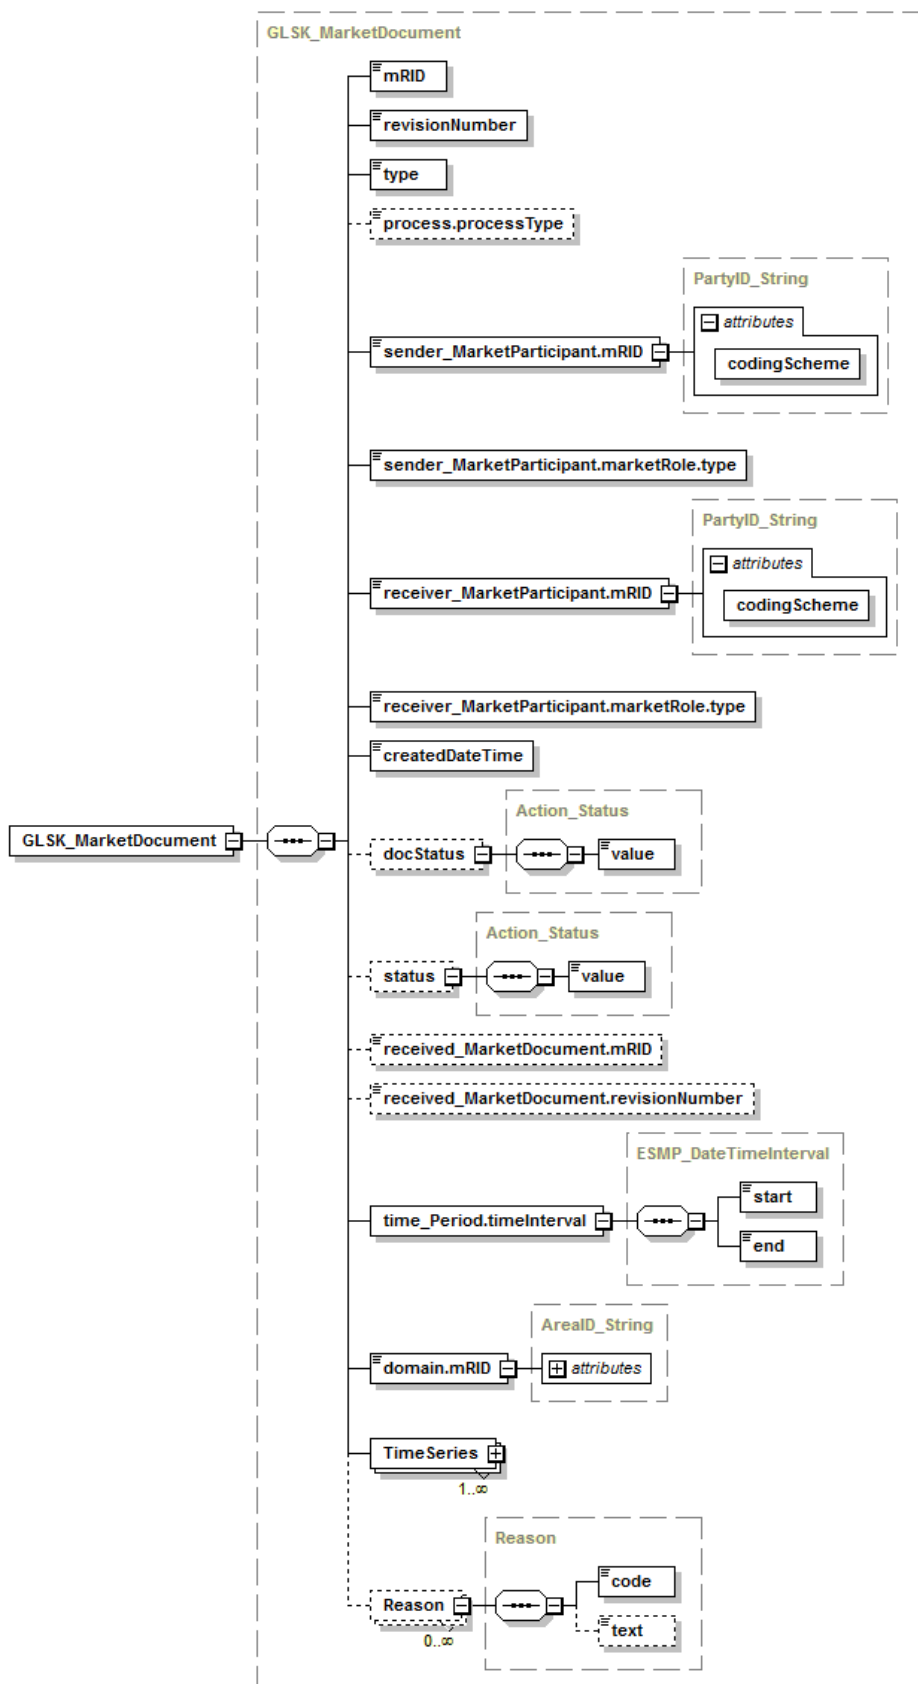 GLSK_MarketDocument
mRID
revisionNumber
type
process.processType
PartyID_String
attributes
sender_MarketParticipant.mRID
codingScheme
sender_MarketParticipant.marketRole.type
PartyID_String
attributes
receiver_MarketParticipant.mRID
codingScheme
receiver_MarketParticipant.marketRole.type
createdDateTime
Action_Status
GLSK_MarketDocument
docStatus
value
Action_Status
status
value
received_MarketDocument.mRID
received_MarketDocument.revisionNumber
ESMP_DateTimeInterval
start
time_Period.timeInterval
end
AreaID_String
domain.mRID
attributes
TimeSeries
1..∞
Reason
code
Reason
text
0..∞